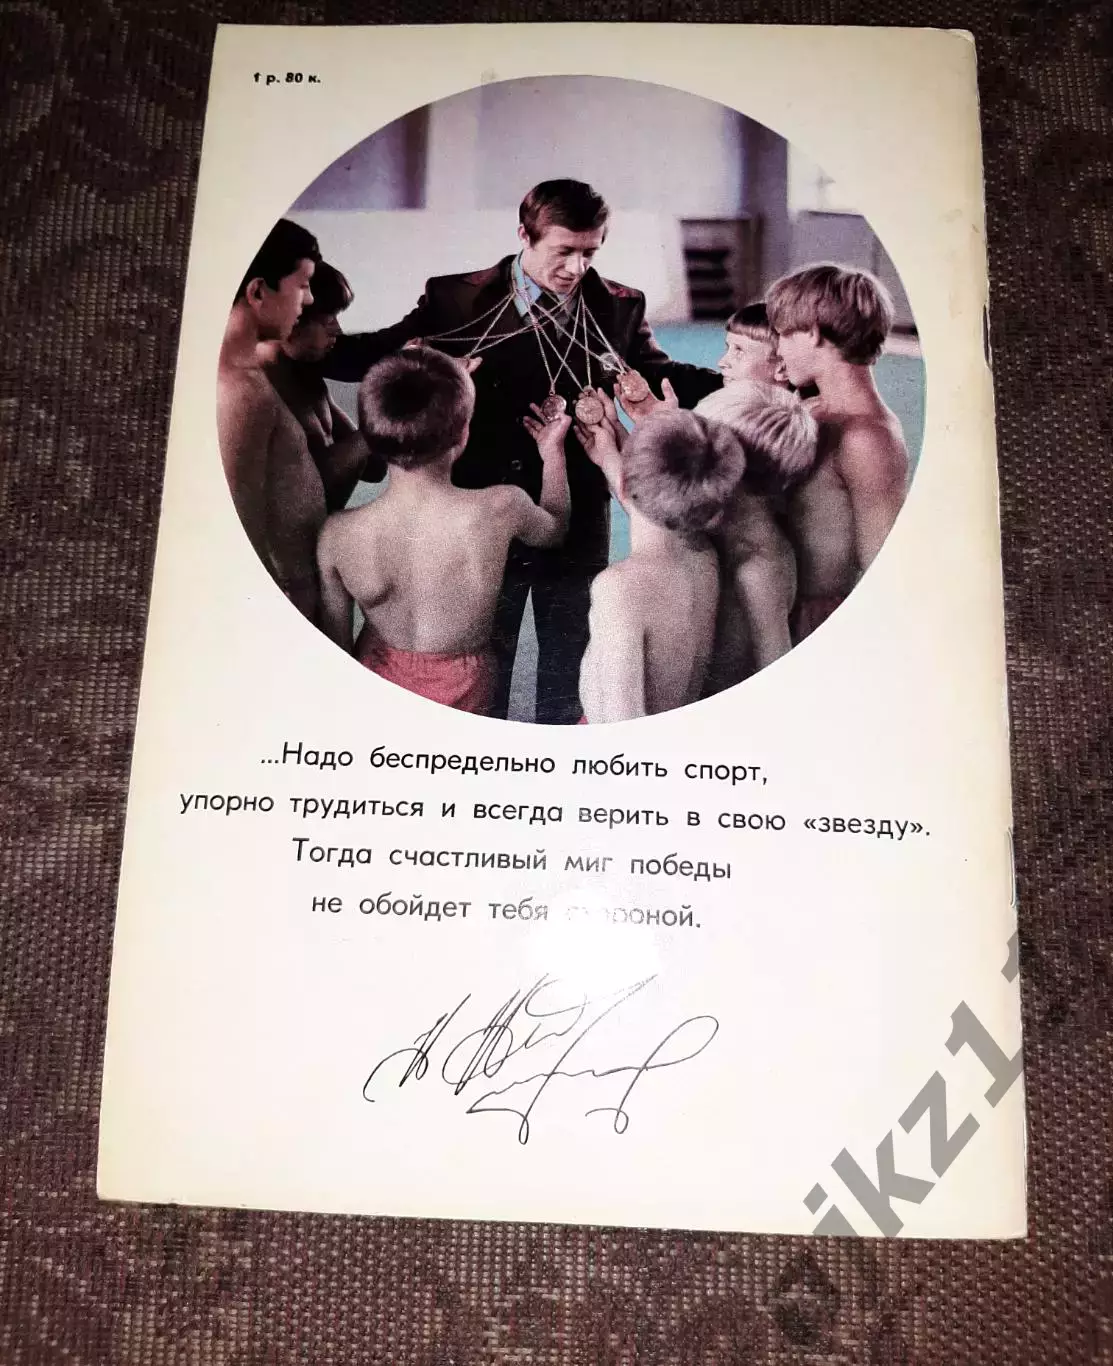 1 р. 80 к.
...Надо беспредельно любить спорт,
упорно трудиться и всегда верить в свою «звезду».
Тогда счастливый миг победы
не обойдет тебя стороной.